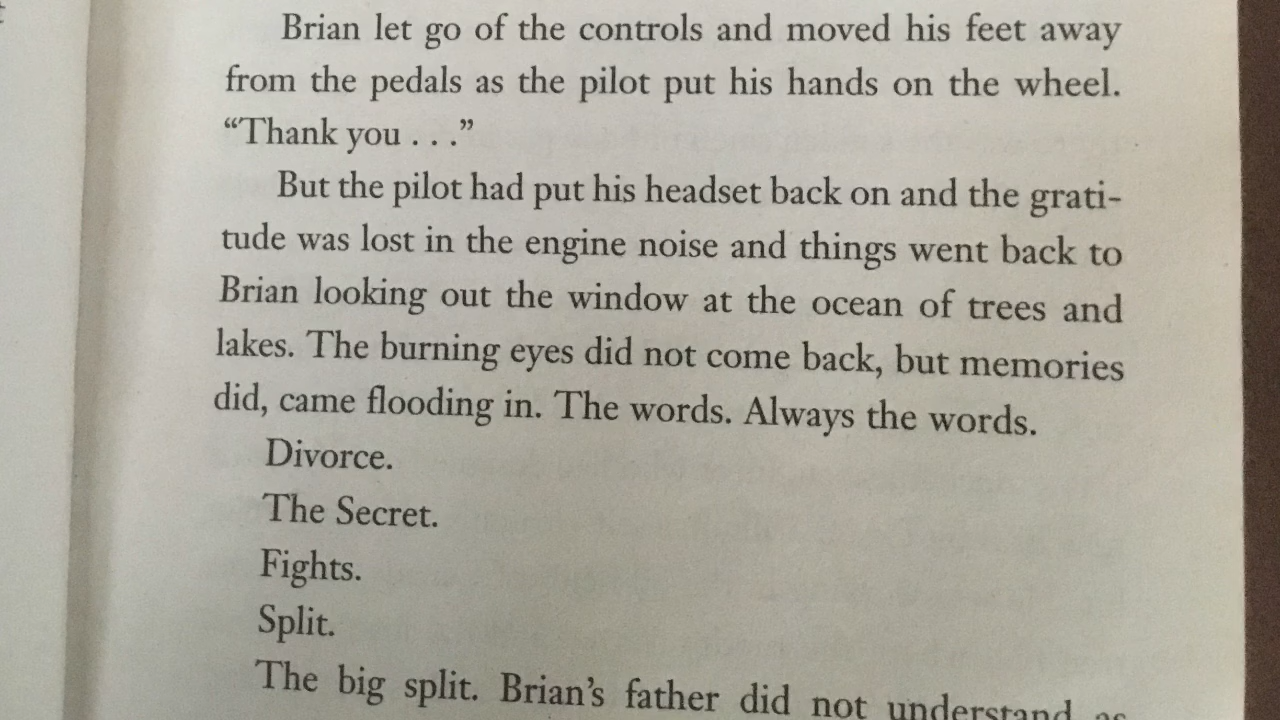 Brian let go of the controls and moved his feet away
from the pedals as the pilot put his hands on the wheel.
“Thank you . . .”
But the pilot had put his headset back on and the grati-
tude was lost in the engine noise and things went back to
Brian looking out the window at the ocean of trees and
lakes. The burning eyes did not come back, but memories
did, came flooding in. The words. Always the words.
Divorce.
The Secret.
Fights.
Split.
The big split. Brian’s father did not understand as